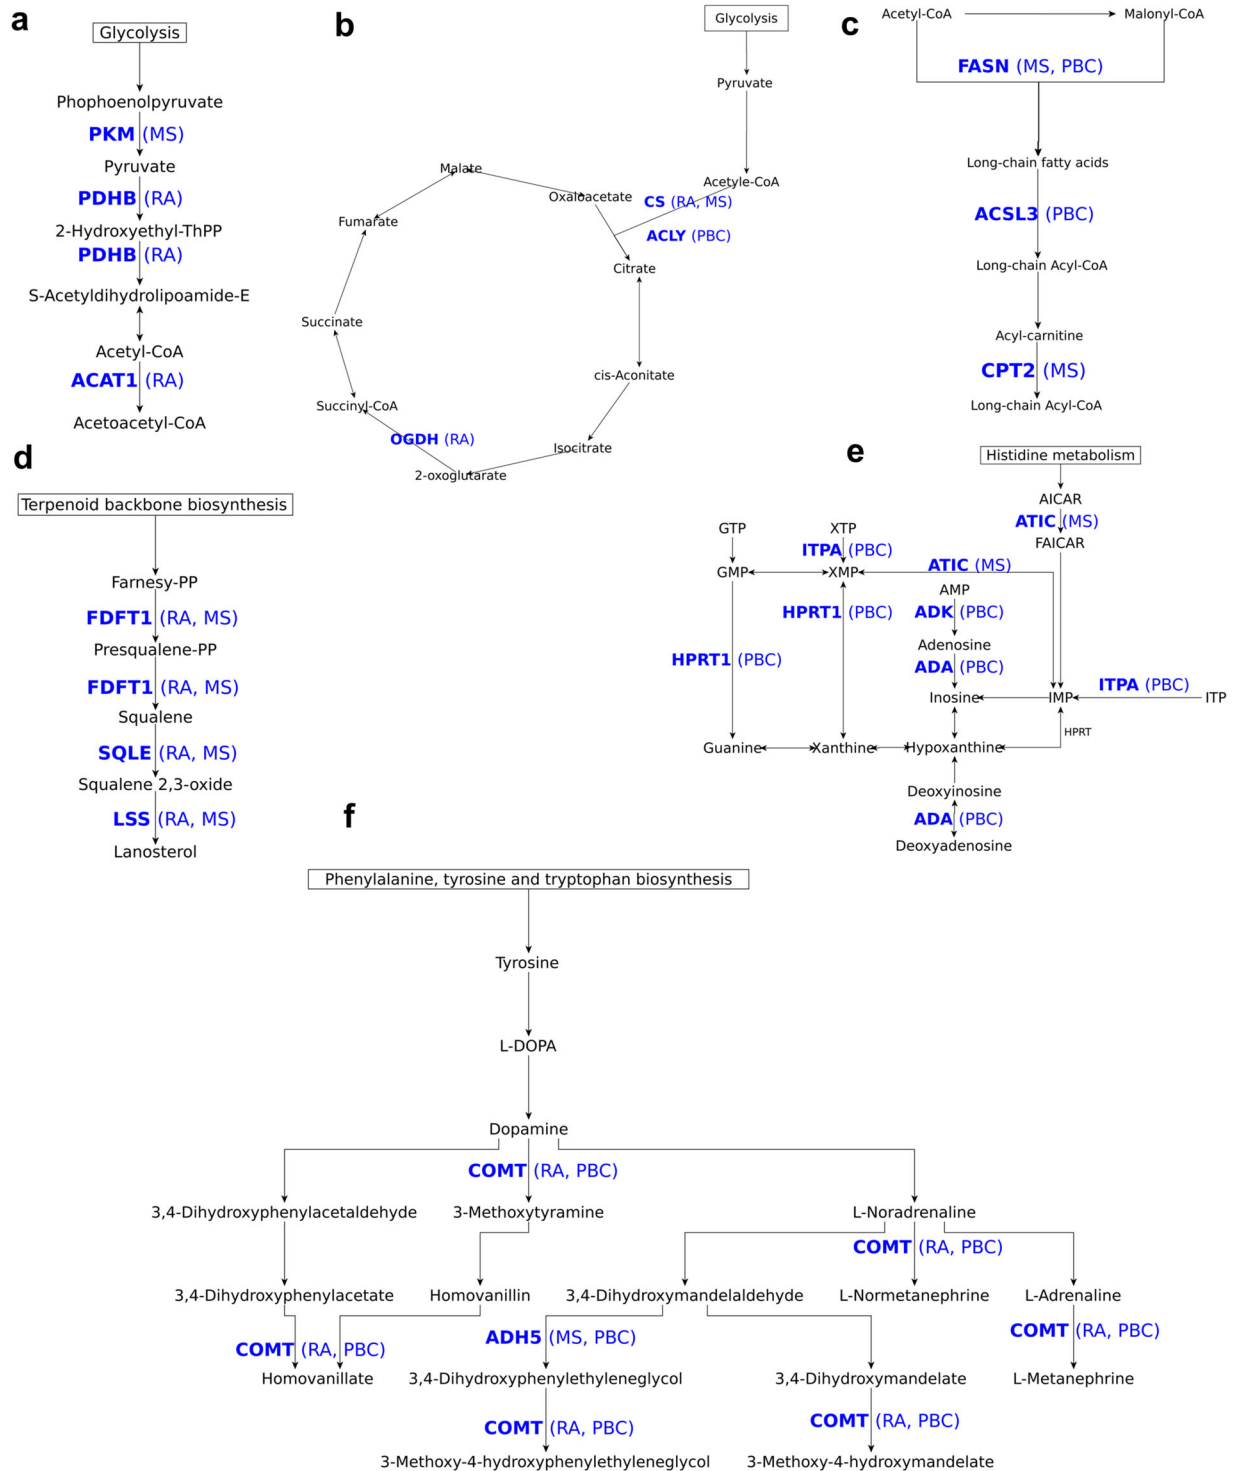 a
Glycolysis
Phophoenolpyruvate
PKM (MS)
Pyruvate
PDHB (RA)
2-Hydroxyethyl-ThPP
PDHB (RA)
S-Acetyldihydrolipoamide-E
Acetyl-CoA
ACAT1 (RA)
Acetoacetyl-CoA
b
Glycolysis
Pyruvate
Acetyle-CoA
Malate
Oxaloacetate
CS (RA, MS)
ACLY (PBC)
Fumarate
Citrate
Succinate
cis-Aconitate
Succinyl-CoA
OGDH (RA)
Isocitrate
2-oxoglutarate
c
Acetyl-CoA
Malonyl-CoA
FASN (MS, PBC)
Long-chain fatty acids
ACSL3 (PBC)
Long-chain Acyl-CoA
Acyl-carnitine
CPT2 (MS)
Long-chain Acyl-CoA
d
Terpenoid backbone biosynthesis
Farnesy-PP
FDFT1 (RA, MS)
Presqualene-PP
FDFT1 (RA, MS)
Squalene
SQLE (RA, MS)
Squalene 2,3-oxide
LSS (RA, MS)
Lanosterol
e
Histidine metabolism
AICAR
ATIC (MS)
FAICAR
GTP
XTP
ITPA (PBC)
ATIC (MS)
GMP
XMP
AMP
HPRT1 (PBC)
ADK (PBC)
Adenosine
HPRT1 (PBC)
ADA (PBC)
ITPA (PBC)
Inosine
IMP
ITP
HPRT
Guanine
Xanthine
Hypoxanthine
Deoxyinosine
ADA (PBC)
Deoxyadenosine
f
Phenylalanine, tyrosine and tryptophan biosynthesis
Tyrosine
L-DOPA
Dopamine
COMT (RA, PBC)
3,4-Dihydroxyphenylacetaldehyde
3-Methoxytyramine
L-Noradrenaline
COMT (RA, PBC)
3,4-Dihydroxyphenylacetate
Homovanillin
3,4-Dihydroxymandelaldehyde
L-Normetanephrine
L-Adrenaline
COMT (RA, PBC)
ADH5 (MS, PBC)
COMT (RA, PBC)
Homovanillate
3,4-Dihydroxyphenylethyleneglycol
3,4-Dihydroxymandelate
L-Metanephrine
COMT (RA, PBC)
COMT (RA, PBC)
3-Methoxy-4-hydroxyphenylethyleneglycol
3-Methoxy-4-hydroxymandelate